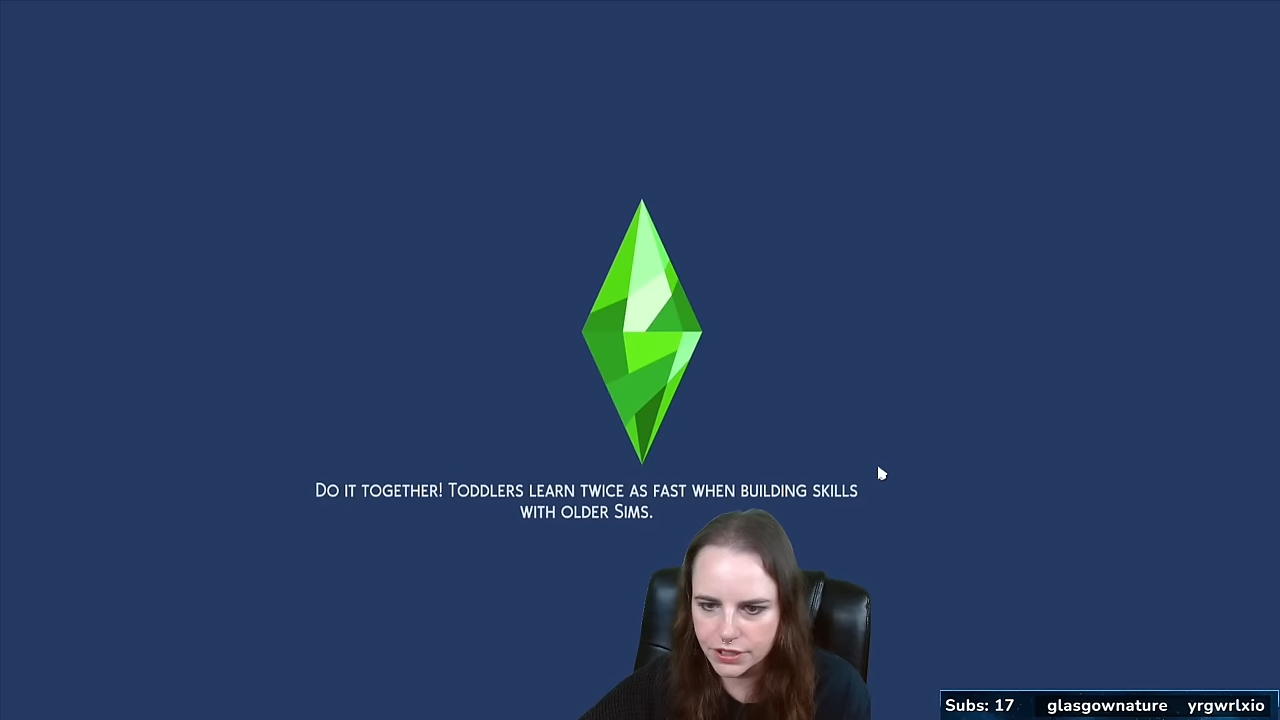 Do it together! Toddlers learn twice as fast when building skills
with older Sims.
Subs: 17 glasgownature yrgwrlxio